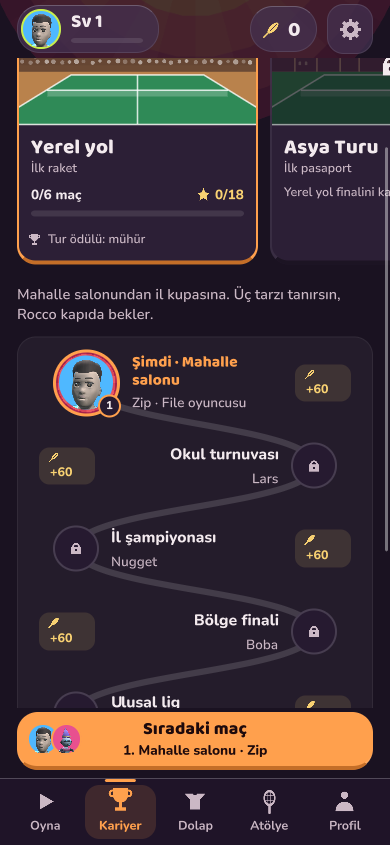 Sv 1
0
Yerel yol
İlk raket
0/6 maç
0/18
Tur ödülü: mühür
Asya Turu
İlk pasaport
Yerel yol finalini ka
Mahalle salonundan il kupasına. Üç tarzı tanırsın,
Rocco kapıda bekler.
Şimdi · Mahalle
salonu
Zip · File oyuncusu
1
+60
Okul turnuvası
Lars
+60
İl şampiyonası
Nugget
+60
Bölge finali
Boba
+60
Ulusal lig
Sıradaki maç
1. Mahalle salonu · Zip
Oyna
Kariyer
Dolap
Atölye
Profil